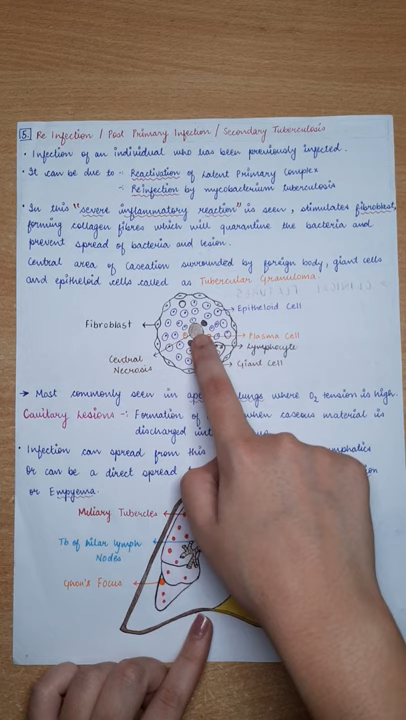 5. Re Infection / Post Primary Infection / Secondary Tuberculosis
• Infection of an individual who has been previously infected.
• It can be due to :- Reactivation of Latent Primary Complex
:- Reinfection by mycobacterium tuberculosis
• In this "severe inflammatory reaction" is seen, stimulates fibroblast,
forming collagen fibres which will quarantine the bacteria and
prevent spread of bacteria and lesion.
Central area of Caseation surrounded by foreign body, giant cells
and epitheloid cells called as Tubercular Granuloma.
Epitheloid Cell
Fibroblast
Plasma Cell
Lymphocyte
Central
Necrosis
Giant Cell
→ Most commonly seen in lungs where O2 tension is high.
Cavitary Lesions :- Formation of when caseous material is
discharged
• Infection can spread from this
Or can be a direct spread
or Empyema.
Miliary Tubercles
Tb of hilar lymph
Nodes
Ghon's Focus